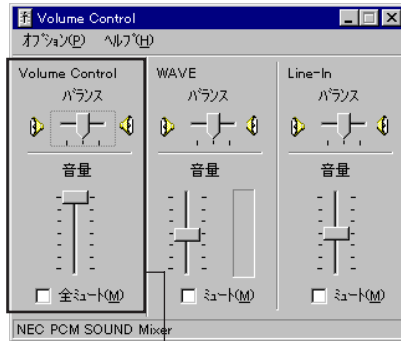 Volume Control
オプション(P) ヘルプ(H)
Volume Control WAVE Line-In
バランス バランス バランス
音量 音量 音量
全ミュート(M) ミュート(M) ミュート(M)
NEC PCM SOUND Mixer